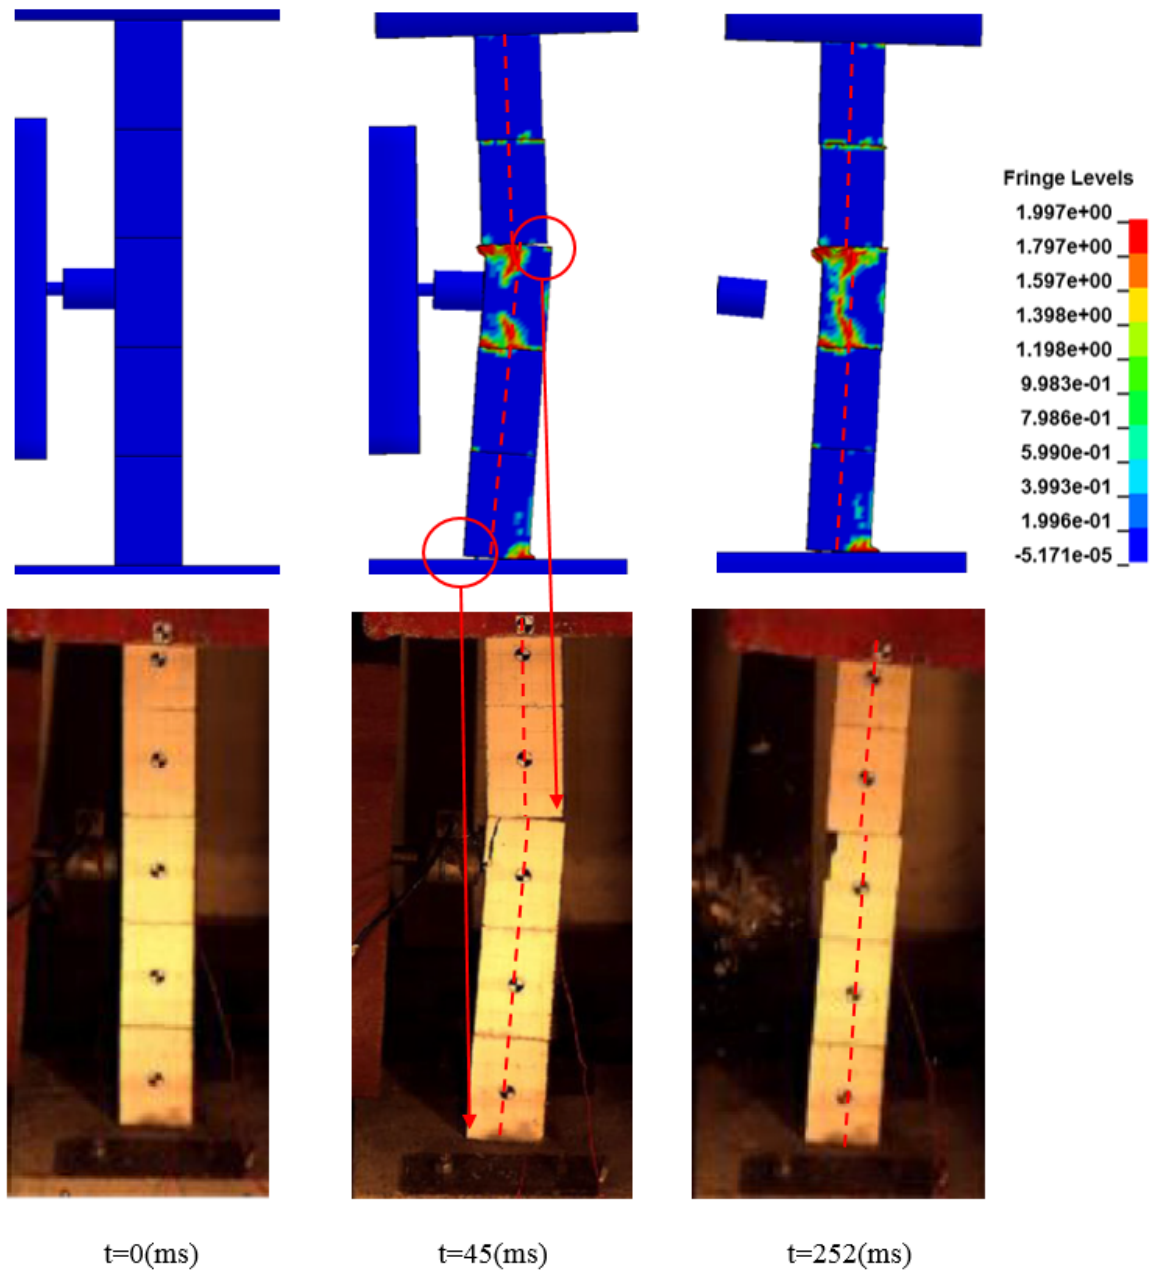 Fringe Levels
1.997e+00
1.797e+00
1.597e+00
1.398e+00
1.198e+00
9.983e-01
7.986e-01
5.990e-01
3.993e-01
1.996e-01
-5.171e-05
t=0(ms)
t=45(ms)
t=252(ms)